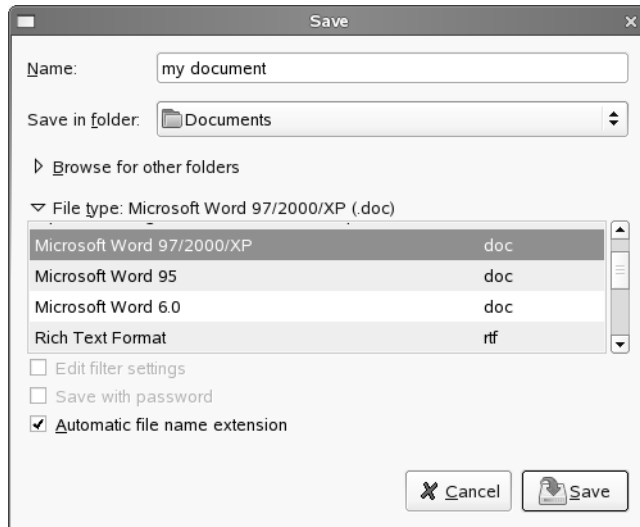 Save
Name: my document
Save in folder: Documents
Browse for other folders
File type: Microsoft Word 97/2000/XP (.doc)
Microsoft Word 97/2000/XP doc
Microsoft Word 95 doc
Microsoft Word 6.0 doc
Rich Text Format rtf
Edit filter settings
Save with password
Automatic file name extension
Cancel Save